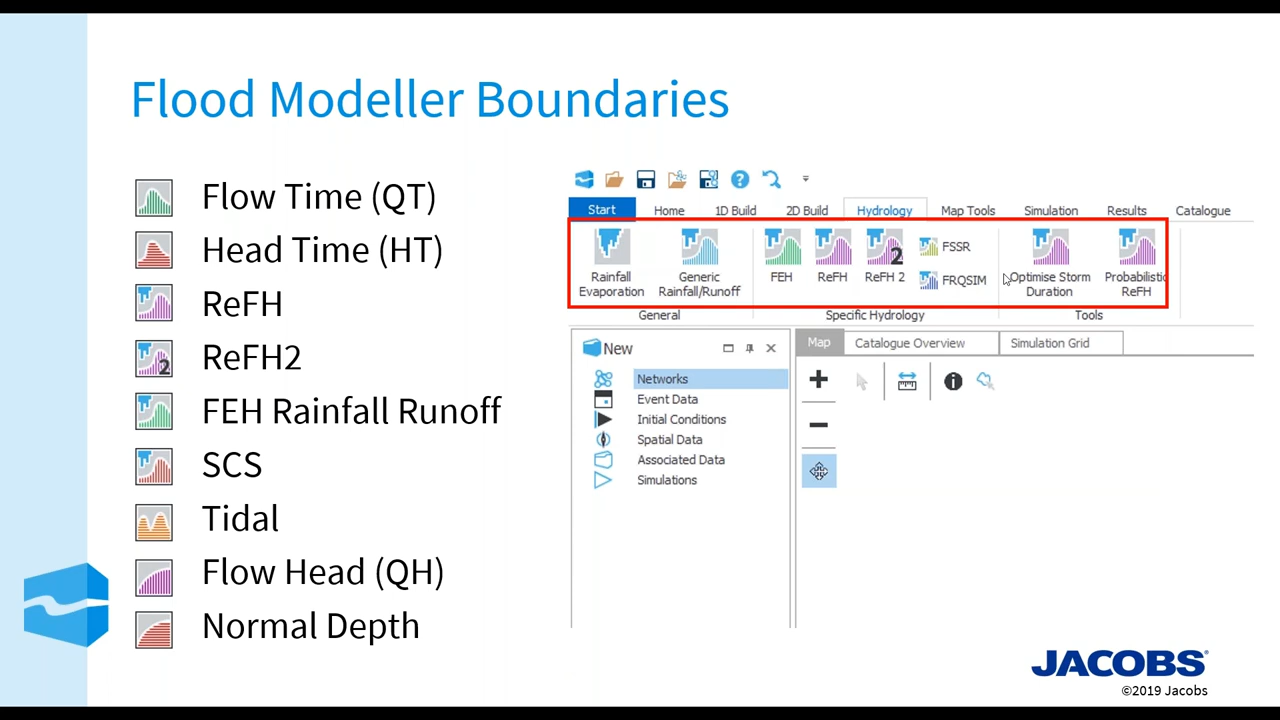 Flood Modeller Boundaries
Flow Time (QT)
Head Time (HT)
ReFH
2
ReFH2
FEH Rainfall Runoff
SCS
Tidal
Flow Head (QH)
Normal Depth
?
Start Home 1D Build 2D Build Hydrology Map Tools Simulation Results Catalogue
Rainfall
Evaporation
Generic
Rainfall/Runoff
General
FEH
ReFH
2
ReFH 2
FSSR
FRQSIM
Specific Hydrology
Optimise Storm
Duration
Probabilistic
ReFH
Tools
New
Networks
Event Data
Initial Conditions
Spatial Data
Associated Data
Simulations
Map Catalogue Overview Simulation Grid
JACOBS®
©2019 Jacobs